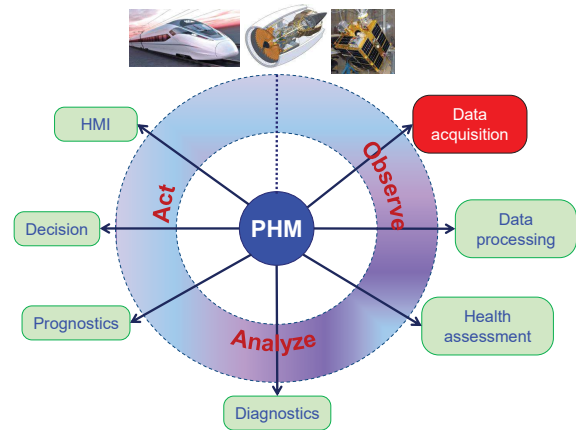 HMI
Data
acquisition
Observe
Act
Decision
PHM
Data
processing
Prognostics
Analyze
Health
assessment
Diagnostics